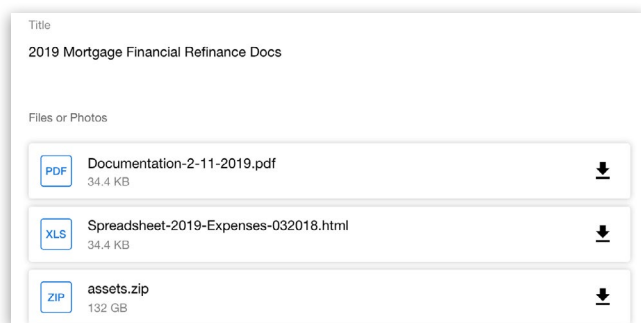 Title
2019 Mortgage Financial Refinance Docs
Files or Photos
PDF
Documentation-2-11-2019.pdf
34.4 KB
XLS
Spreadsheet-2019-Expenses-032018.html
34.4 KB
ZIP
assets.zip
132 GB